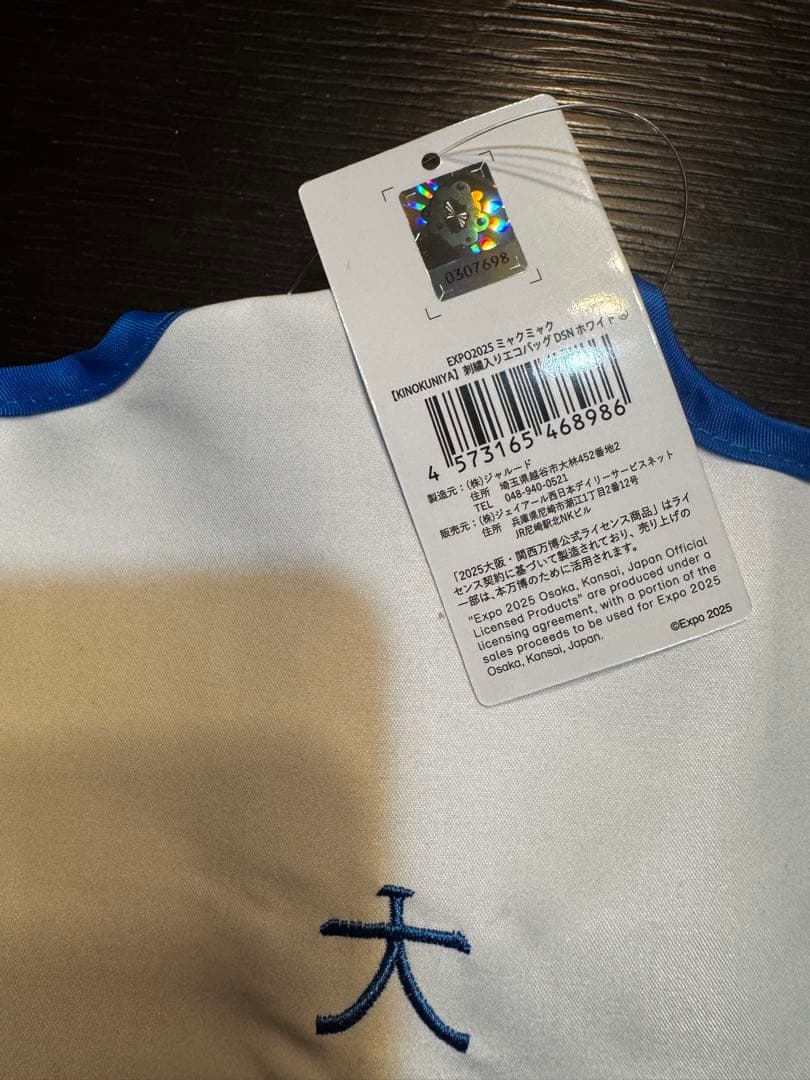 0307698
EXPO2025 ミャクミャク
【KINOKUNIYA】刺繍入りエコバッグ DSN ホワイト
4 573165 468986
製造元：（株）ジャルード
住所　埼玉県越谷市大林452番地2
TEL　048-940-0521
販売元：（株）ジェイアール西日本デイリーサービスネット
住所　兵庫県尼崎市潮江1丁目2番12号
JR尼崎駅北NKビル
「2025大阪・関西万博公式ライセンス商品」はライ
センス契約に基づいて製造されており、売り上げの
一部は、本万博のために活用されます。
"Expo 2025 Osaka, Kansai, Japan Official
Licensed Products" are produced under a
licensing agreement, with a portion of the
sales proceeds to be used for Expo 2025
Osaka, Kansai, Japan.
©Expo 2025
大